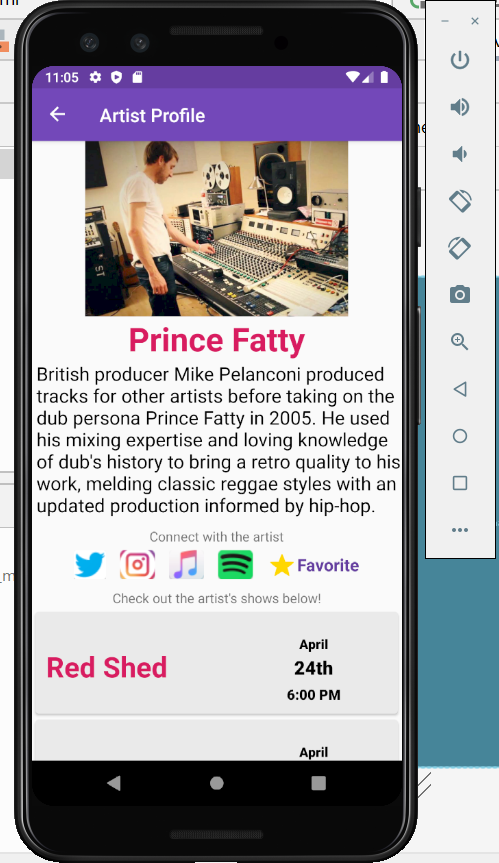 11:05
Artist Profile
Prince Fatty
British producer Mike Pelanconi produced
tracks for other artists before taking on the
dub persona Prince Fatty in 2005. He used
his mixing expertise and loving knowledge
of dub's history to bring a retro quality to his
work, melding classic reggae styles with an
updated production informed by hip-hop.
Connect with the artist
Favorite
Check out the artist's shows below!
April
Red Shed
24th
6:00 PM
April